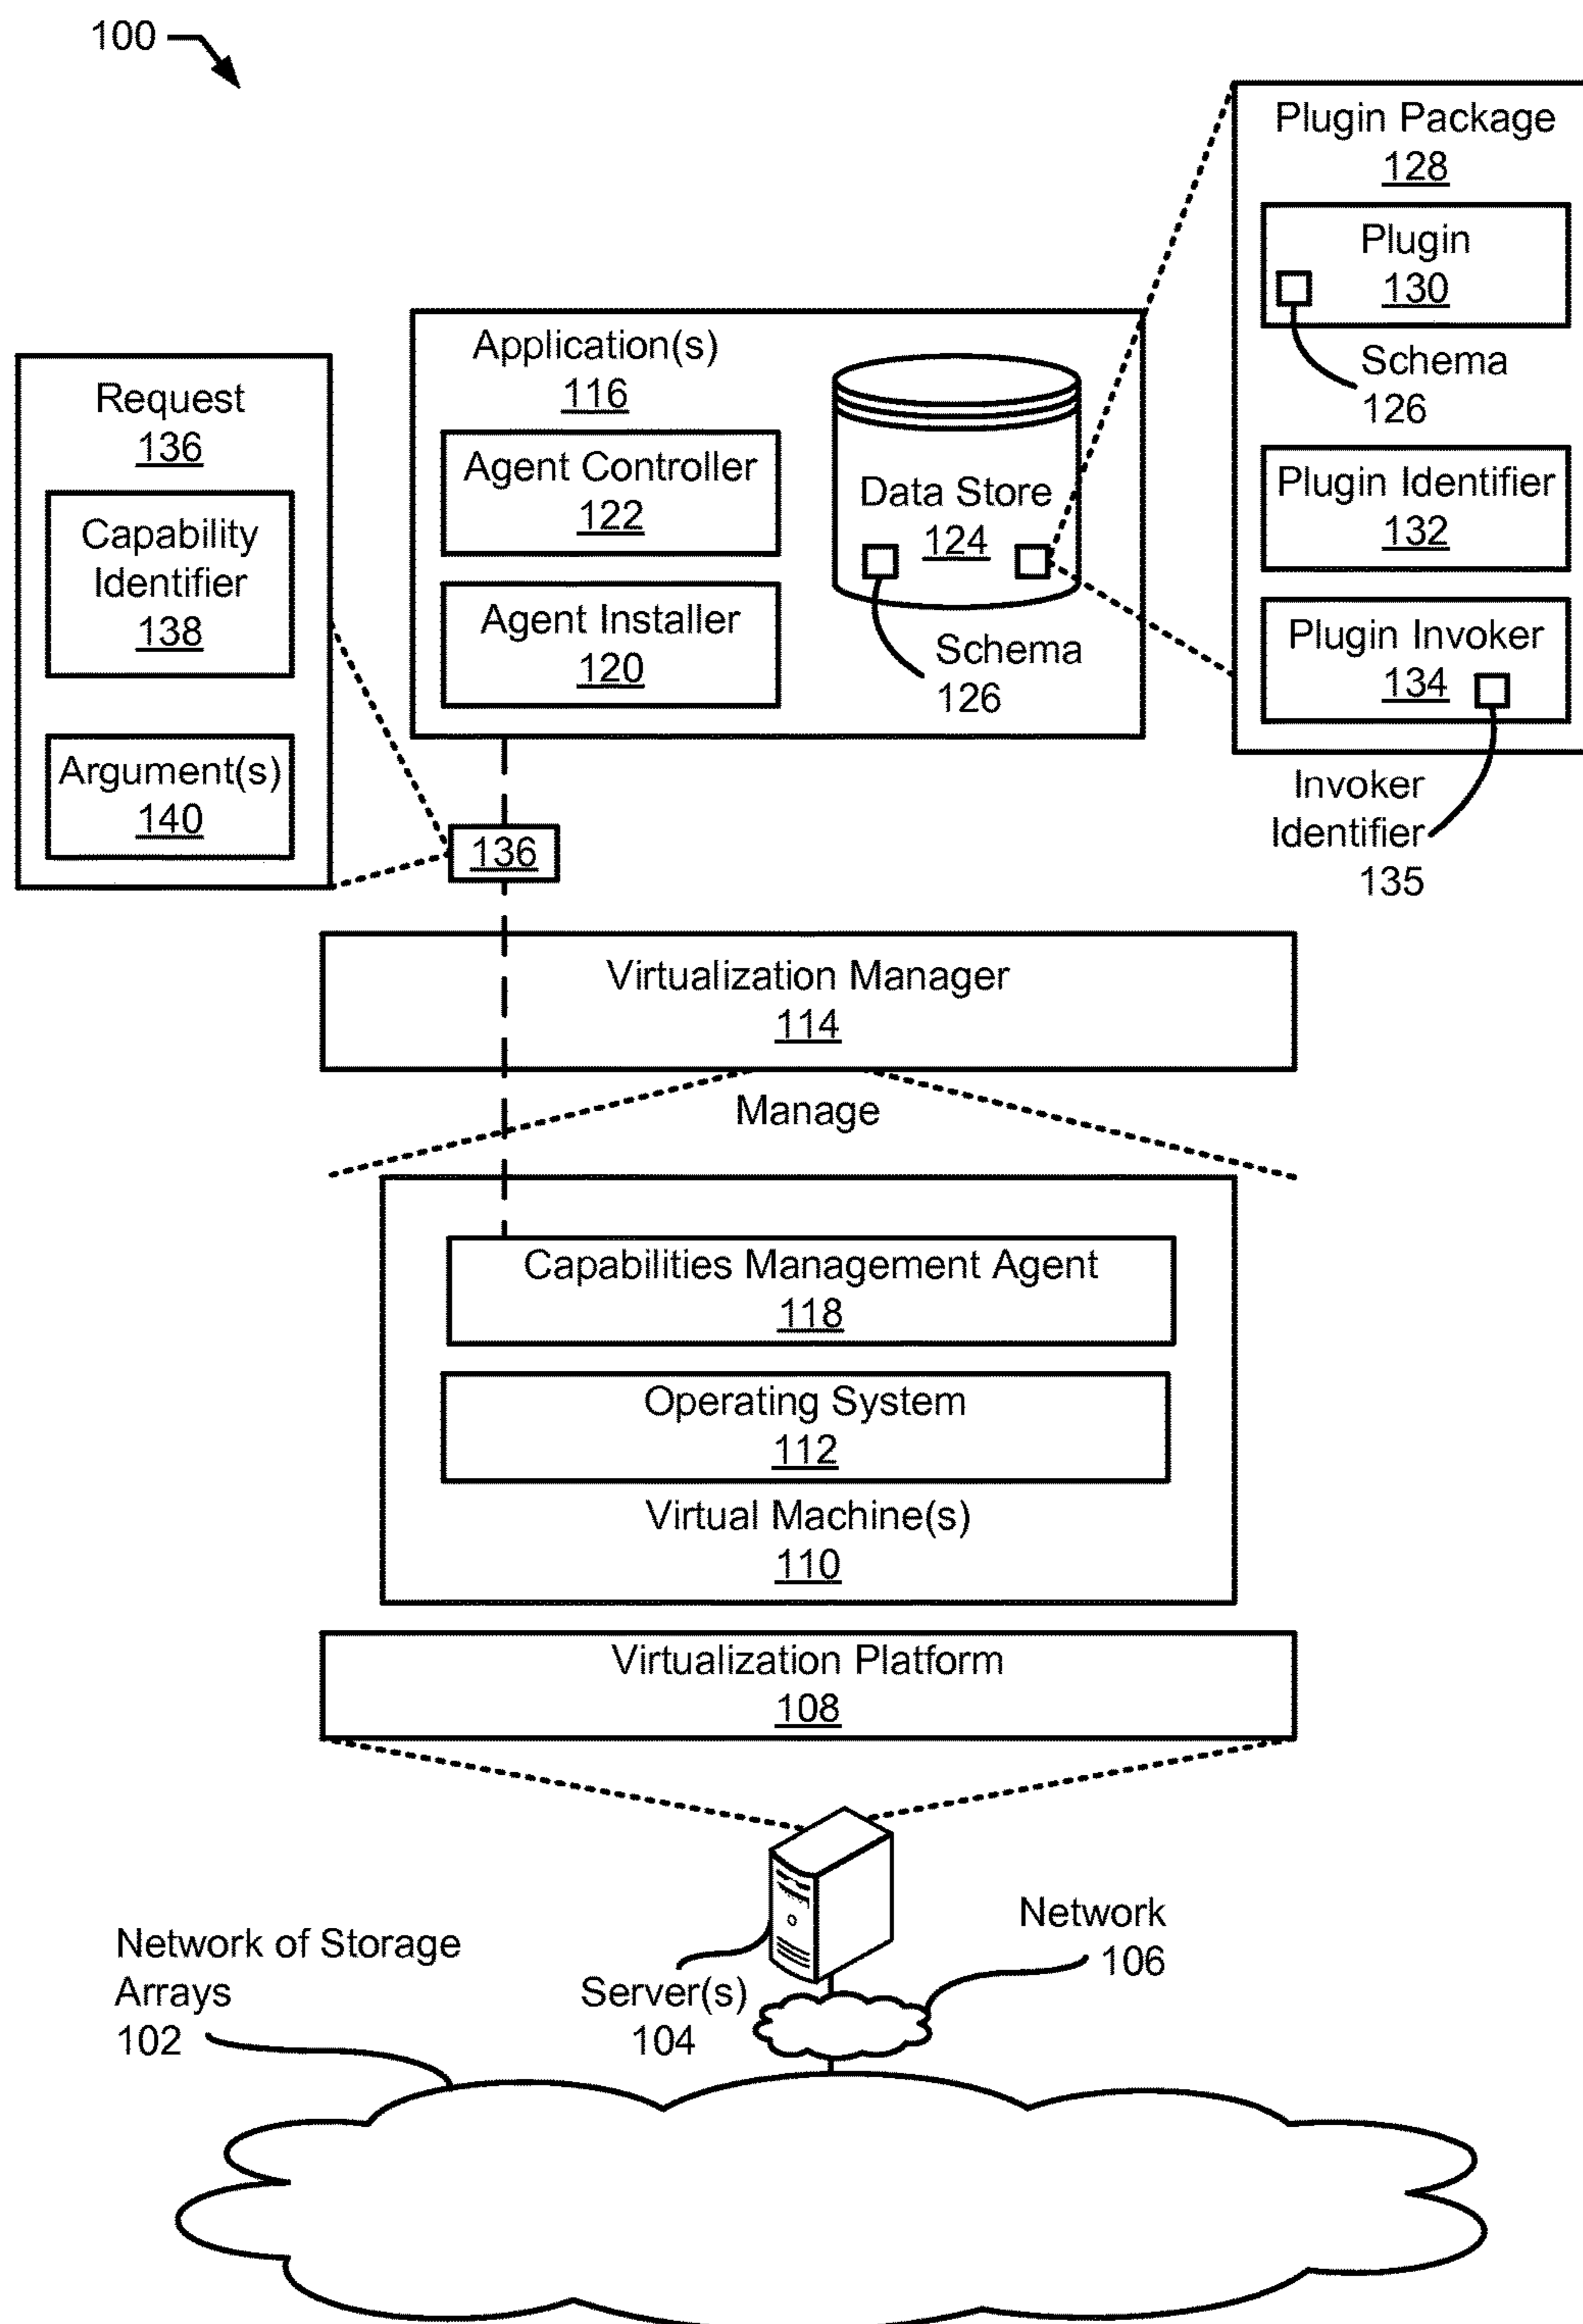 100
Plugin Package
128
Plugin
130
Schema
126
Plugin Identifier
132
Plugin Invoker
134
Invoker
Identifier
135
Application(s)
116
Agent Controller
122
Agent Installer
120
Data Store
124
Schema
126
Request
136
Capability
Identifier
138
Argument(s)
140
136
Virtualization Manager
114
Manage
Capabilities Management Agent
118
Operating System
112
Virtual Machine(s)
110
Virtualization Platform
108
Network of Storage
Arrays
102
Server(s)
104
Network
106